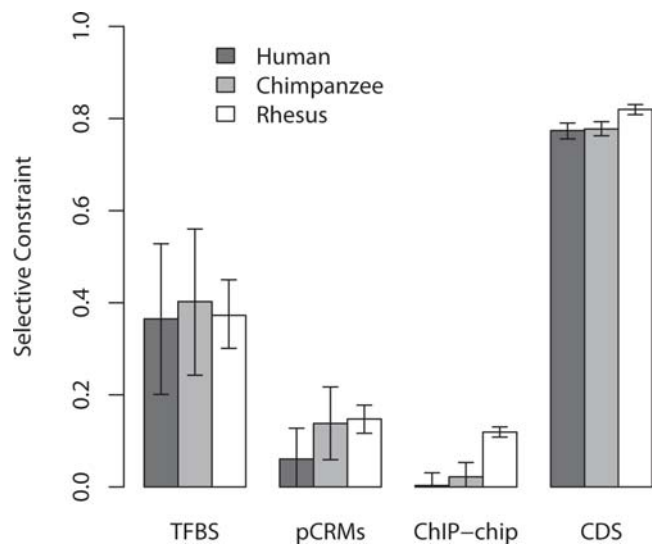 1.0
0.8
0.6
0.4
0.2
0.0
Selective Constraint
Human
Chimpanzee
Rhesus
TFBS
pCRMs
ChIP−chip
CDS